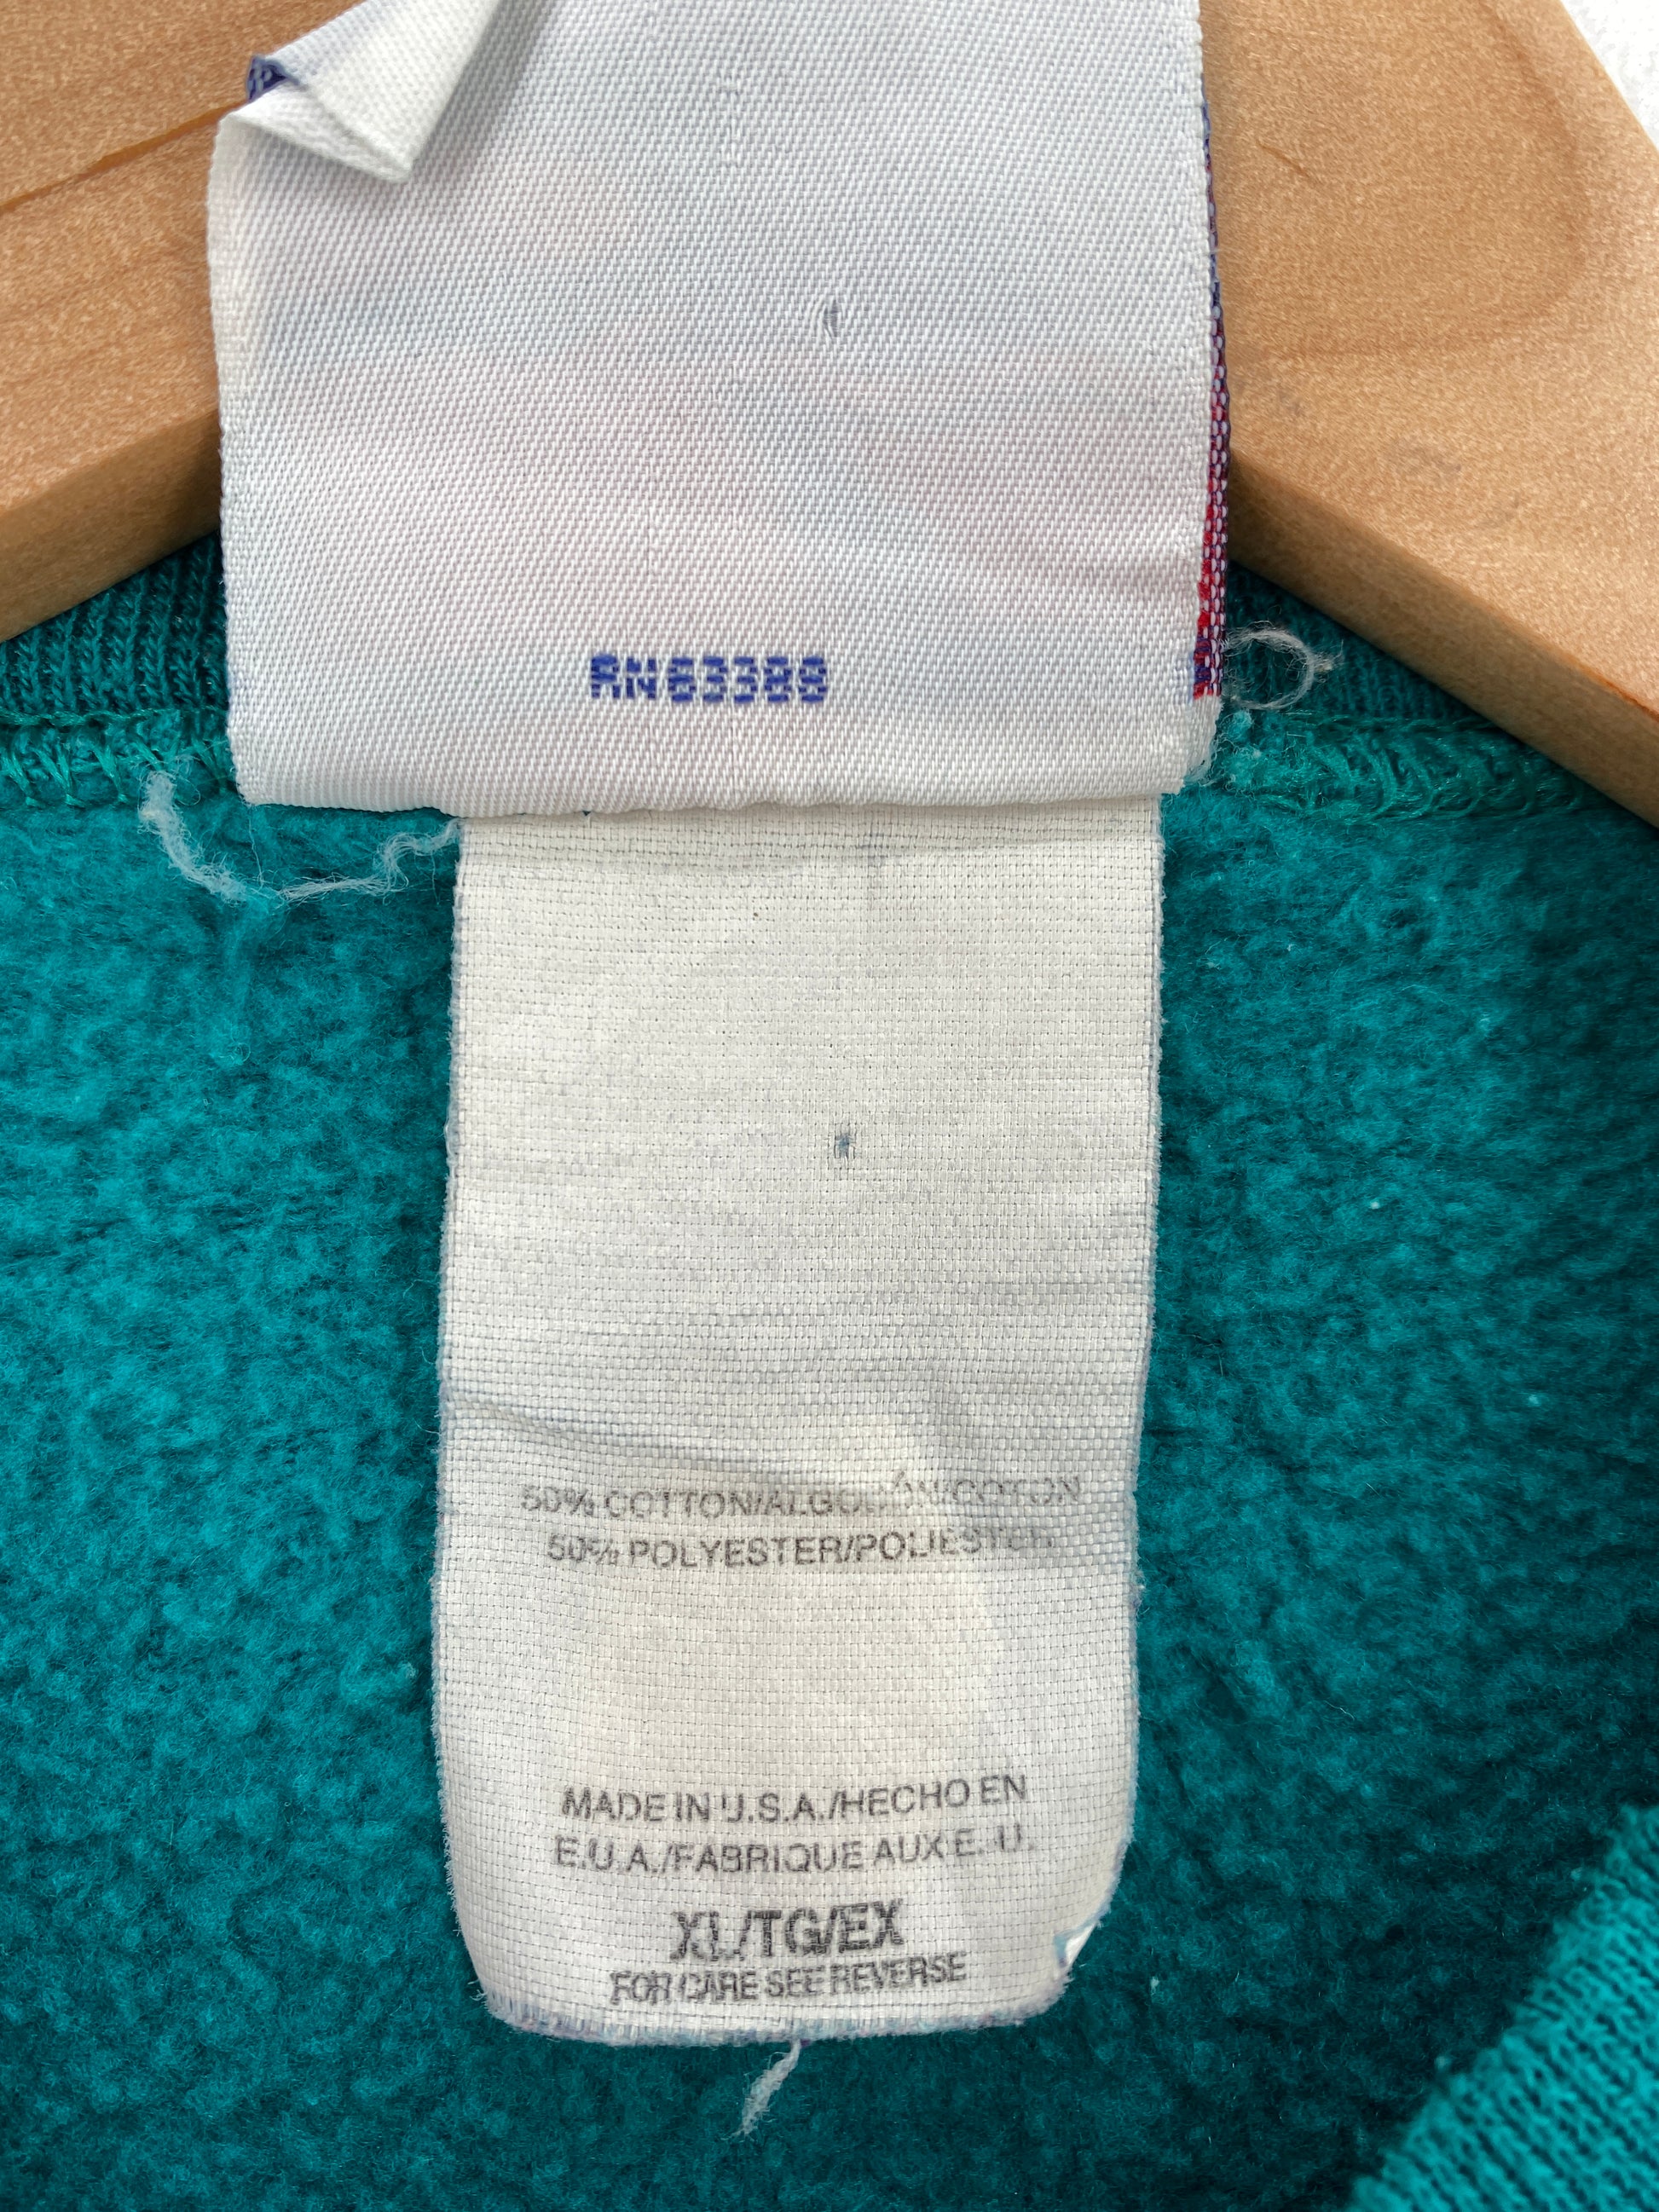 RN63388
50% COTTON/ALGODÓN/COTON
50% POLYESTER/POLIESTER
MADE IN U.S.A./HECHO EN
E.U.A./FABRIQUE AUX E.-U.
XL/TG/EX
FOR CARE SEE REVERSE